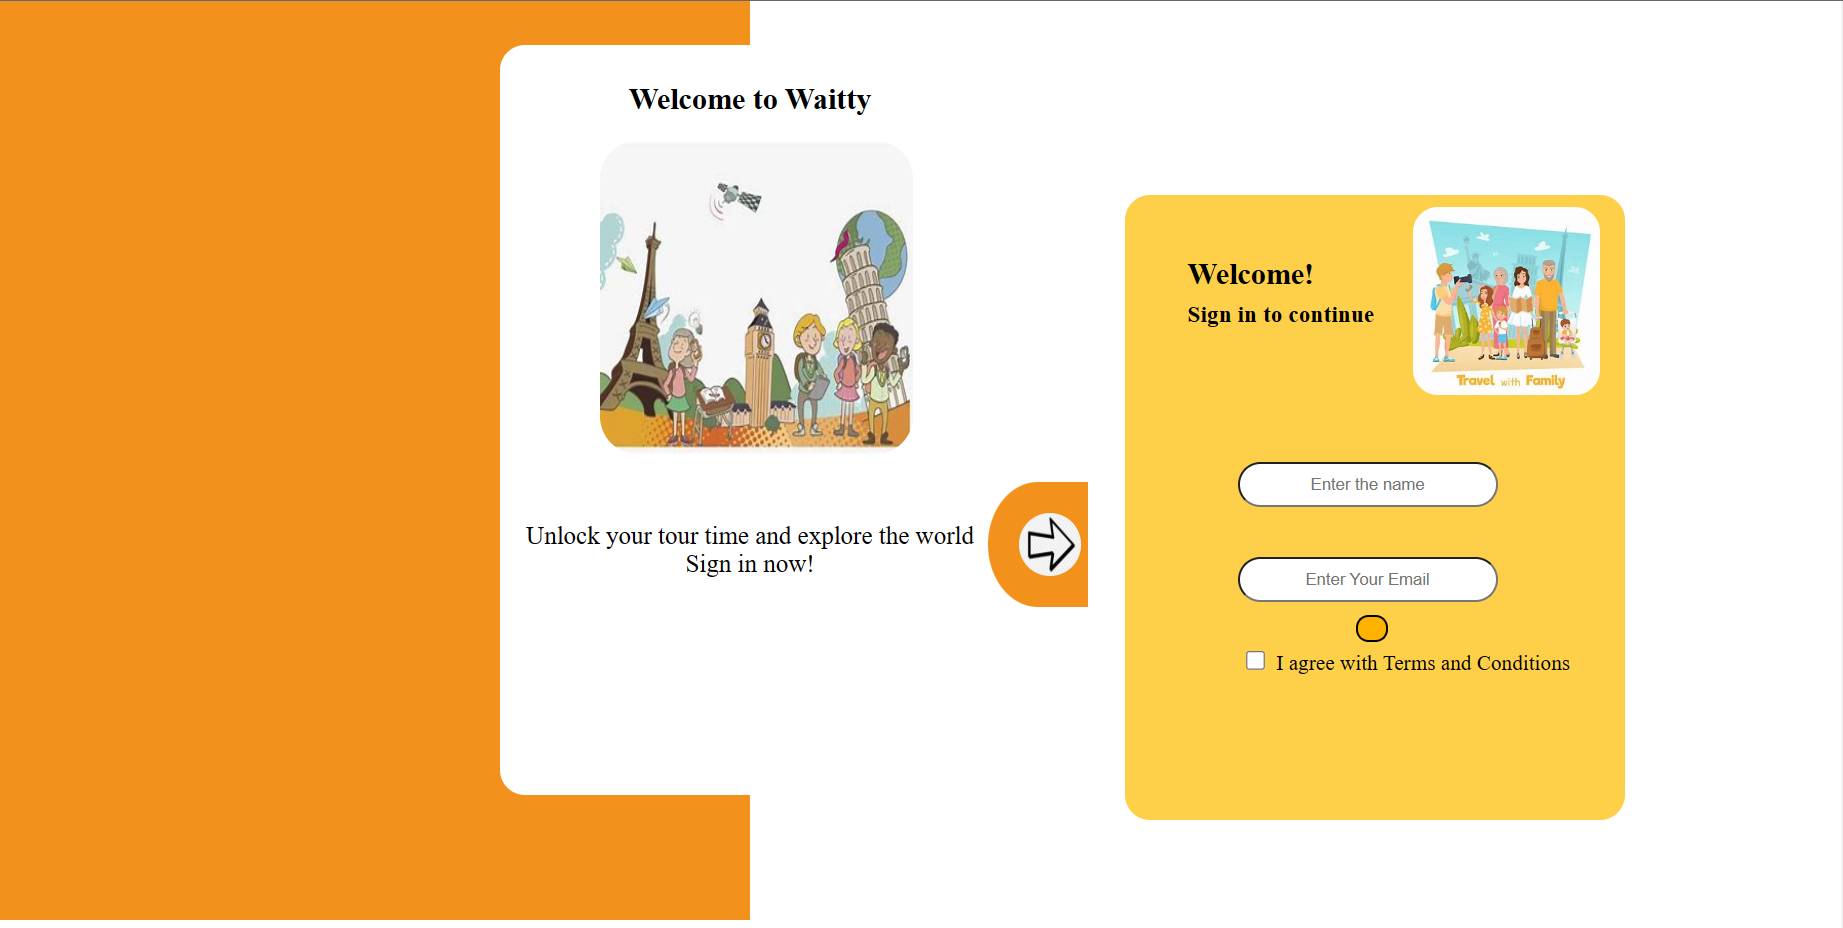 Welcome to Waitty
Unlock your tour time and explore the world
Sign in now!
Welcome!
Sign in to continue
Travel with Family
Enter the name
Enter Your Email
I agree with Terms and Conditions